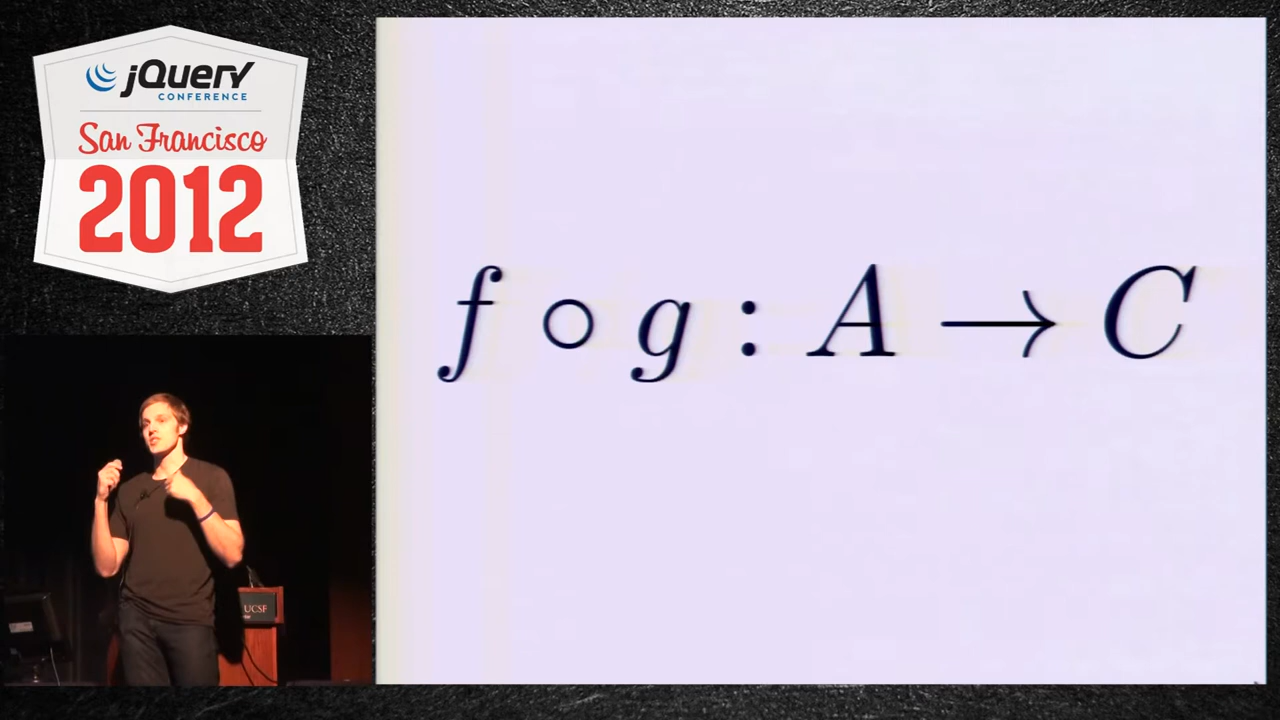 jQuery
CONFERENCE
San Francisco
2012
f ∘ g : A → C
UCSF